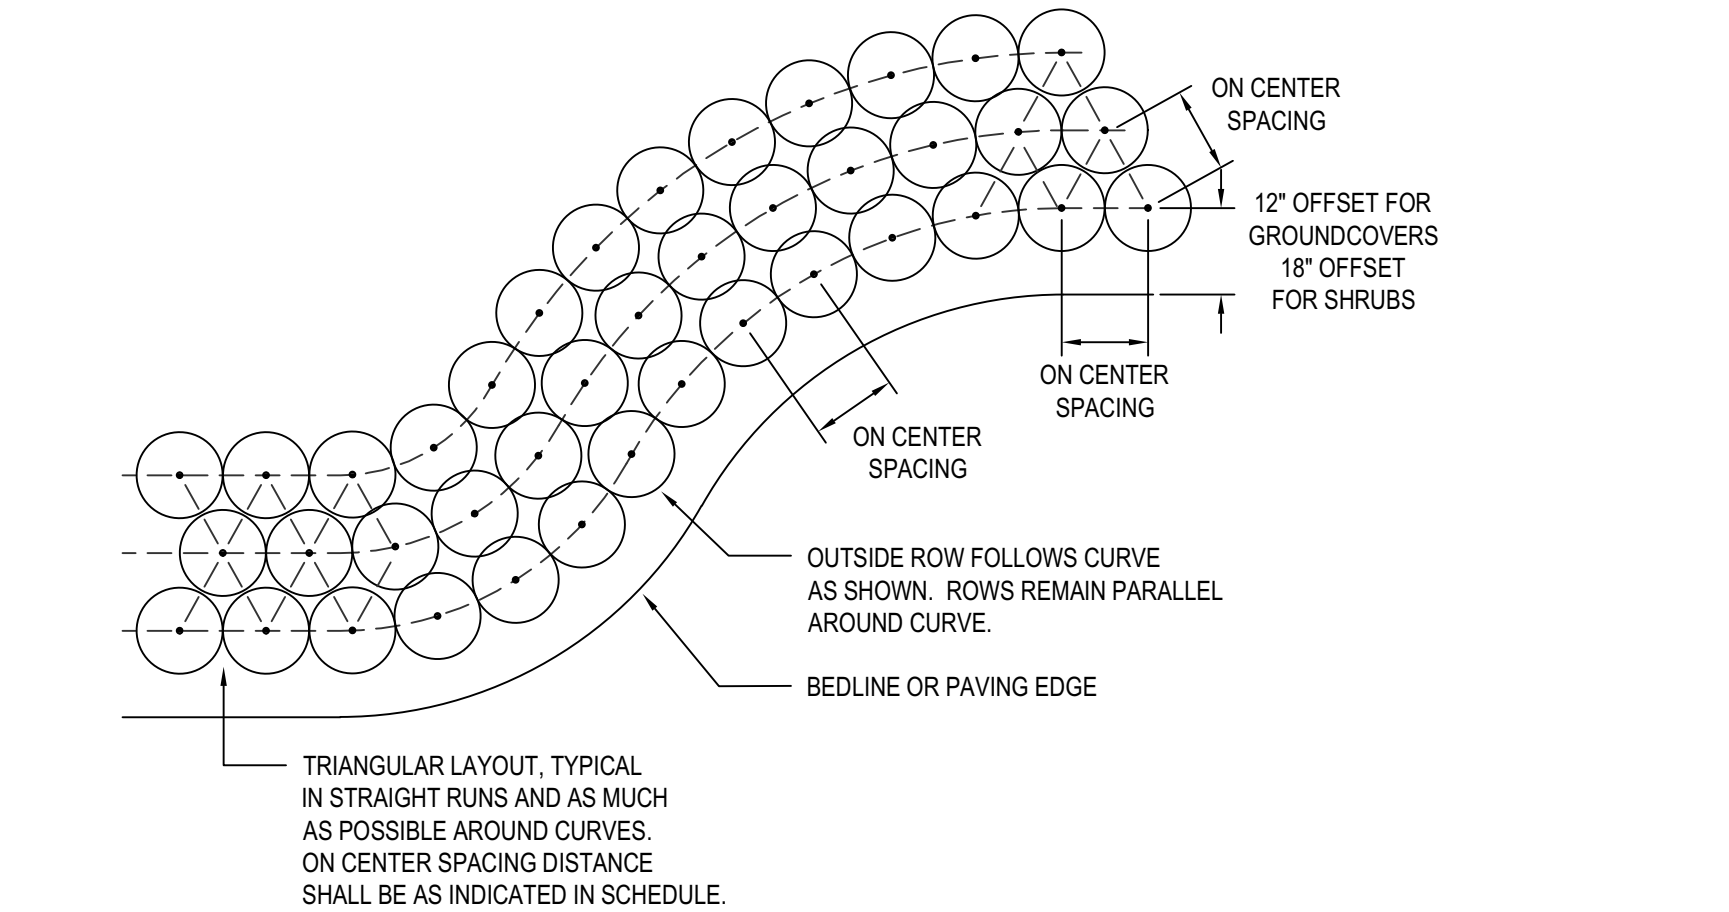 ON CENTER
SPACING
12" OFFSET FOR
GROUNDCOVERS
18" OFFSET
FOR SHRUBS
ON CENTER
SPACING
ON CENTER
SPACING
OUTSIDE ROW FOLLOWS CURVE
AS SHOWN.  ROWS REMAIN PARALLEL
AROUND CURVE.
BEDLINE OR PAVING EDGE
TRIANGULAR LAYOUT, TYPICAL
IN STRAIGHT RUNS AND AS MUCH
AS POSSIBLE AROUND CURVES.
ON CENTER SPACING DISTANCE
SHALL BE AS INDICATED IN SCHEDULE.